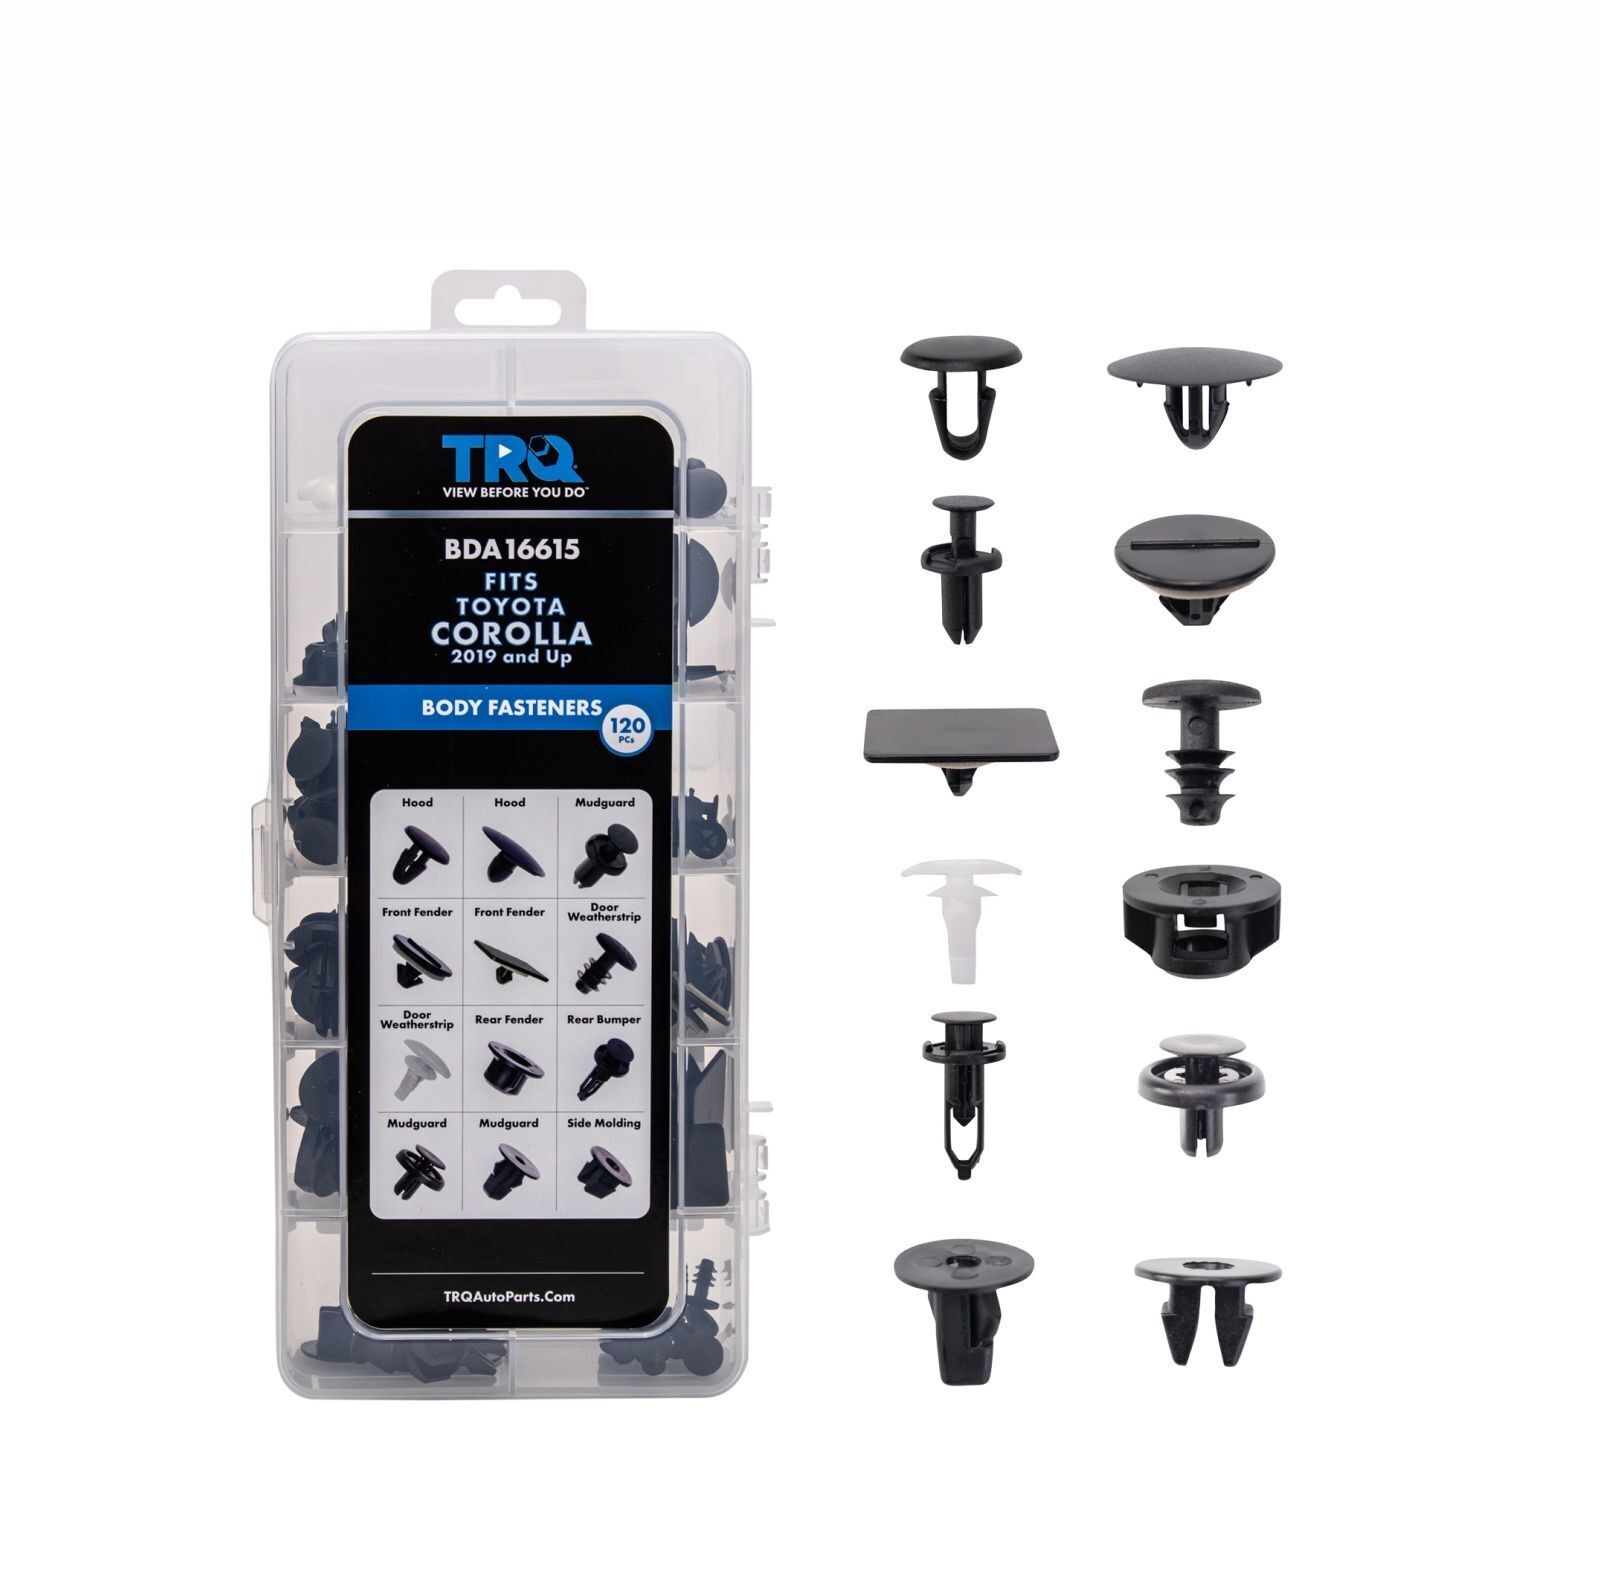 TRQ
VIEW BEFORE YOU DO™
BDA16615
FITS
TOYOTA
COROLLA
2019 and Up
BODY FASTENERS
120
PCs
Hood
Hood
Mudguard
Front Fender
Front Fender
Door
Weatherstrip
Door
Weatherstrip
Rear Fender
Rear Bumper
Mudguard
Mudguard
Side Molding
TRQAutoParts.Com